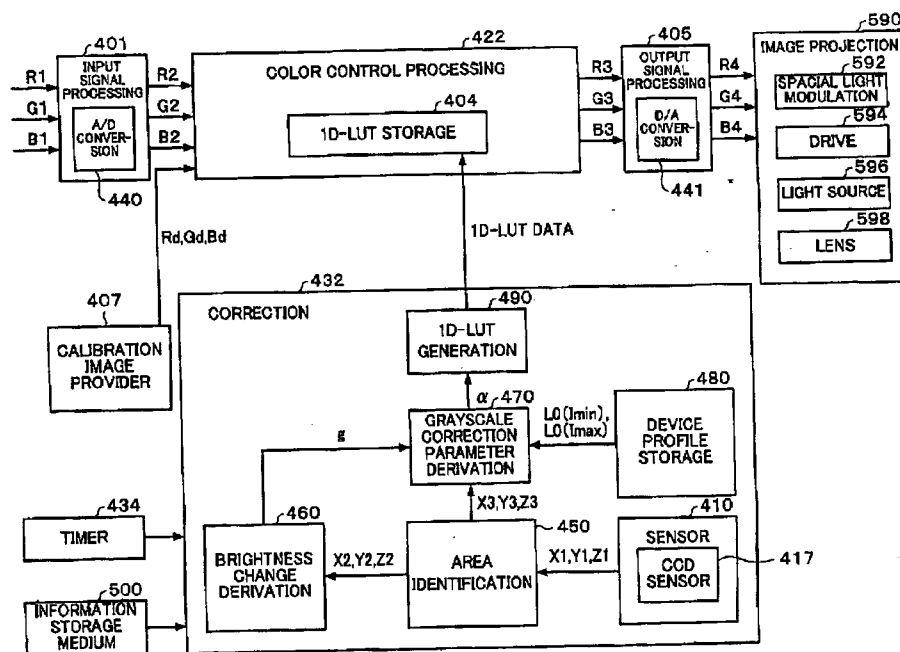 401
422
405
590
INPUT
SIGNAL
PROCESSING
COLOR CONTROL PROCESSING
OUTPUT
SIGNAL
PROCESSING
IMAGE PROJECTION
R1
R2
R3
R4
592
SPACIAL LIGHT
MODULATION
404
G1
G2
G3
G4
A/D
CONVER-
SION
1D-LUT STORAGE
D/A
CONVER-
SION
594
DRIVE
B1
B2
B3
B4
440
441
596
LIGHT SOURCE
Rd,Gd,Bd
1D-LUT DATA
598
LENS
432
407
CORRECTION
490
CALIBRATION
IMAGE
PROVIDER
1D-LUT
GENERATION
α
470
480
GRAYSCALE
CORRECTION
PARAMETER
DERIVATION
L0(Imin),
L0(Imax)
DEVICE
PROFILE
STORAGE
g
X3,Y3,Z3
434
TIMER
460
450
410
BRIGHTNESS
CHANGE
DERIVATION
X2,Y2,Z2
AREA
IDENTIFICATION
X1,Y1,Z1
SENSOR
CCD
SENSOR
417
500
INFORMATION
STORAGE
MEDIUM